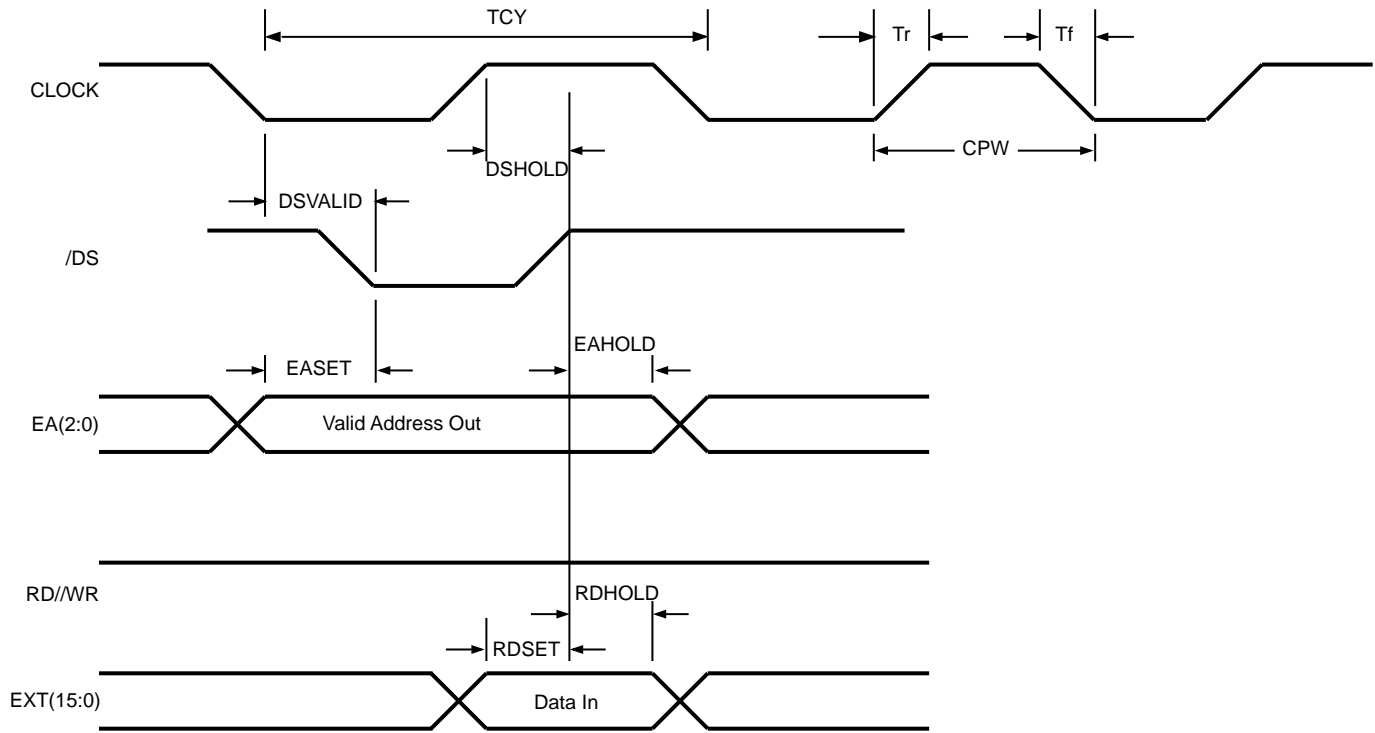 TCY
Tr
Tf
CLOCK
CPW
DSHOLD
DSVALID
/DS
EAHOLD
EASET
EA(2:0)
Valid Address Out
RD//WR
RDHOLD
RDSET
EXT(15:0)
Data In